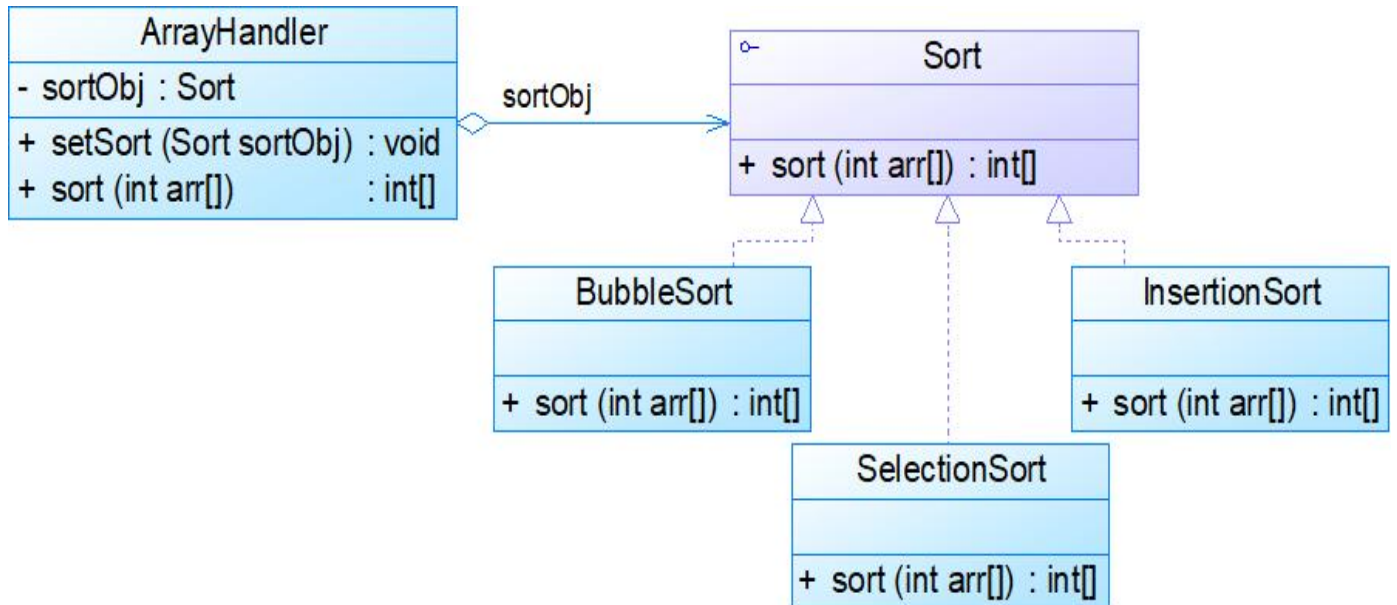 ArrayHandler
- sortObj : Sort
+ setSort (Sort sortObj) : void
+ sort (int arr[]) : int[]
sortObj
Sort
+ sort (int arr[]) : int[]
BubbleSort
+ sort (int arr[]) : int[]
SelectionSort
+ sort (int arr[]) : int[]
InsertionSort
+ sort (int arr[]) : int[]